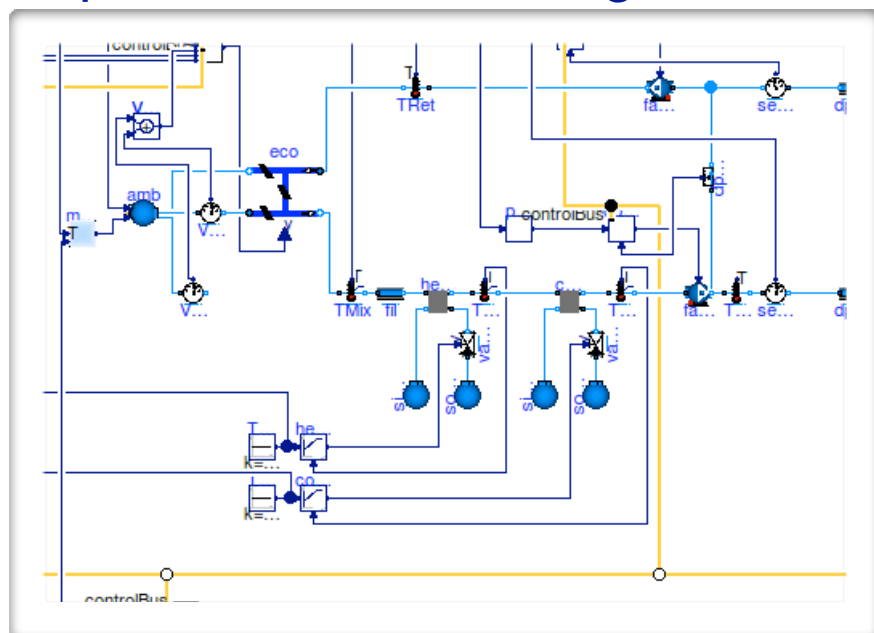 controlBus
T
TRet
fa...
se...
V
eco
amb
m
T
V...
y
controlBus
V...
T
TMix
fil
he...
T...
c...
T...
fa...
T
T...
se...
va...
va...
si...
so...
si...
so...
T...
he...
k=...
co...
k=...
controlBus